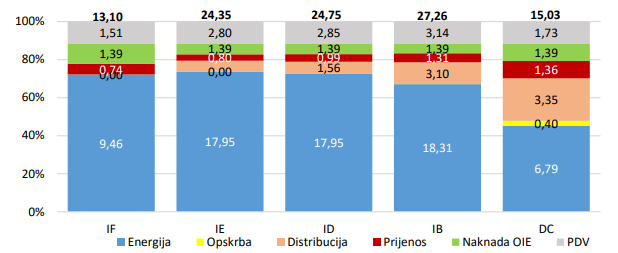 13,10 24,35 24,75 27,26 15,03
100% 1,51 2,80 2,85 3,14 1,73
80% 1,39 1,39 1,39 1,39 1,39
0,74 0,80 0,99 1,31 1,36
0,00 0,00 1,56 3,10 3,35
60%
0,40
40% 9,46 17,95 17,95 18,31 6,79
20%
0%
IF IE ID IB DC
Energija Opskrba Distribucija Prijenos Naknada OIE PDV